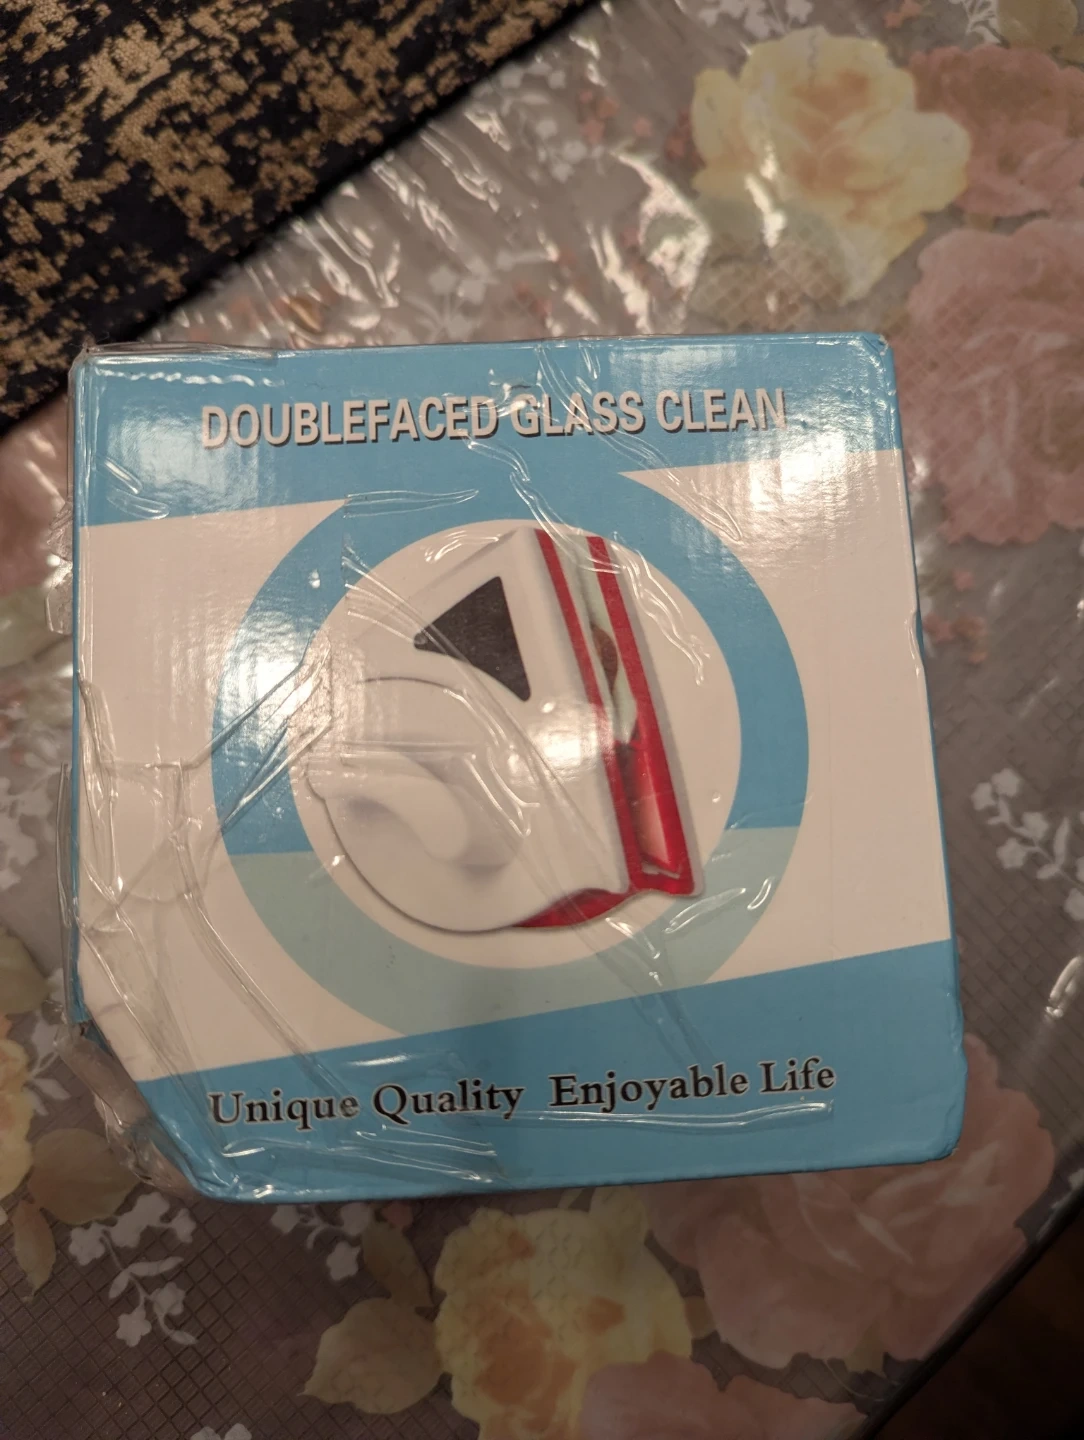 DOUBLEFACED GLASS CLEAN
Unique Quality Enjoyable Life